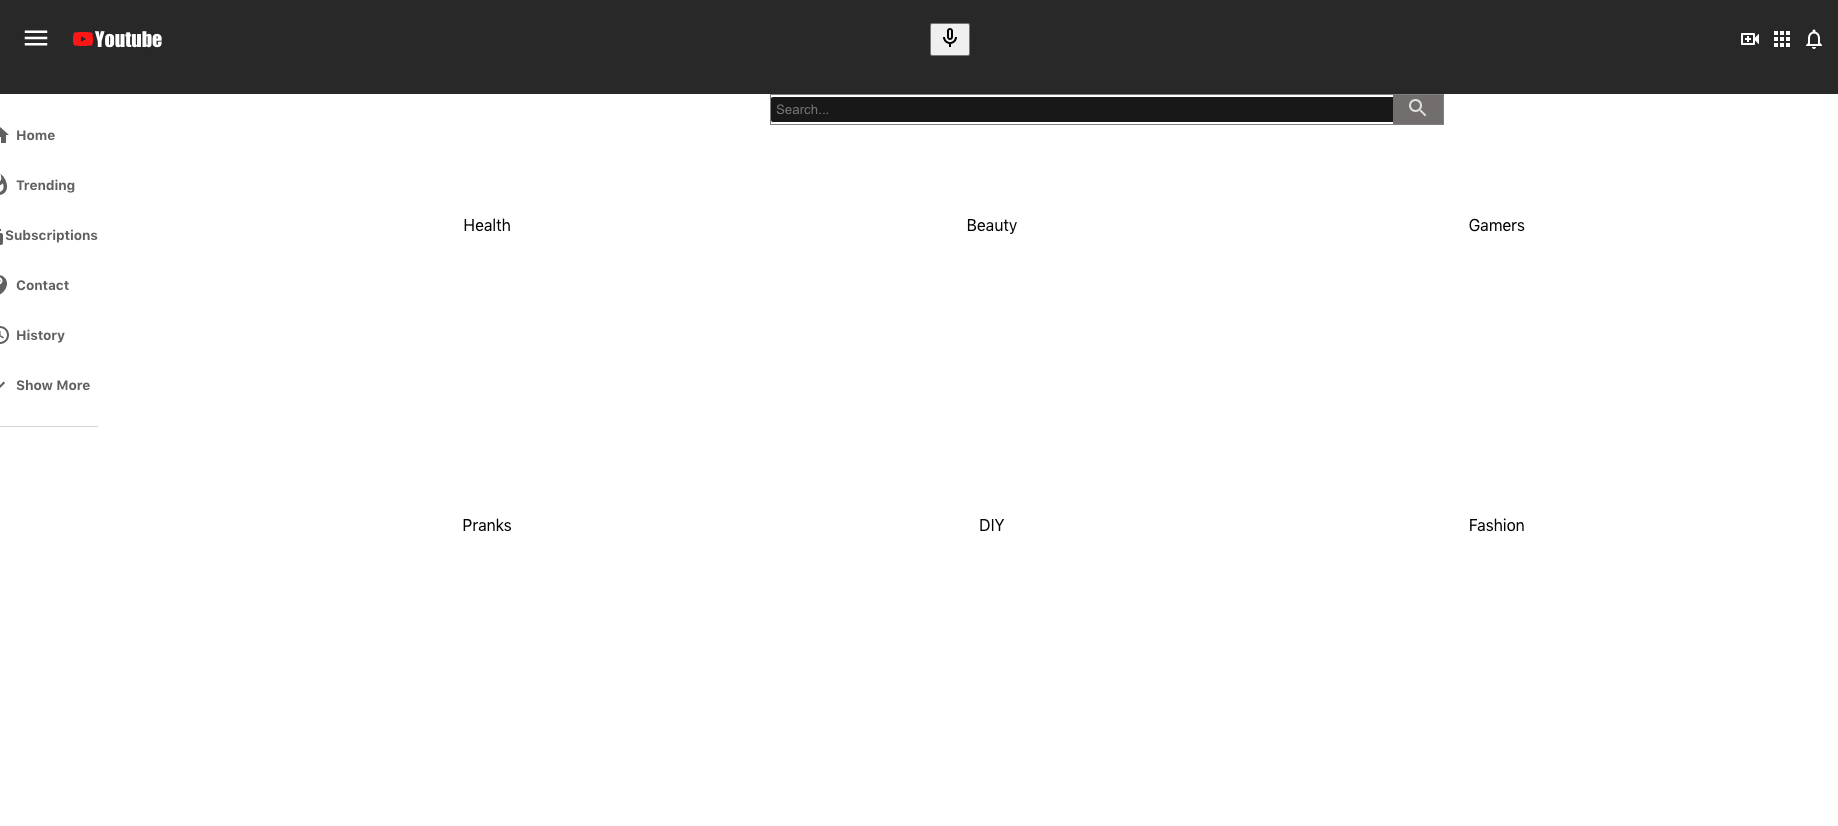 Youtube
Search...
Home
Trending
Subscriptions
Contact
History
Show More
Health
Beauty
Gamers
Pranks
DIY
Fashion